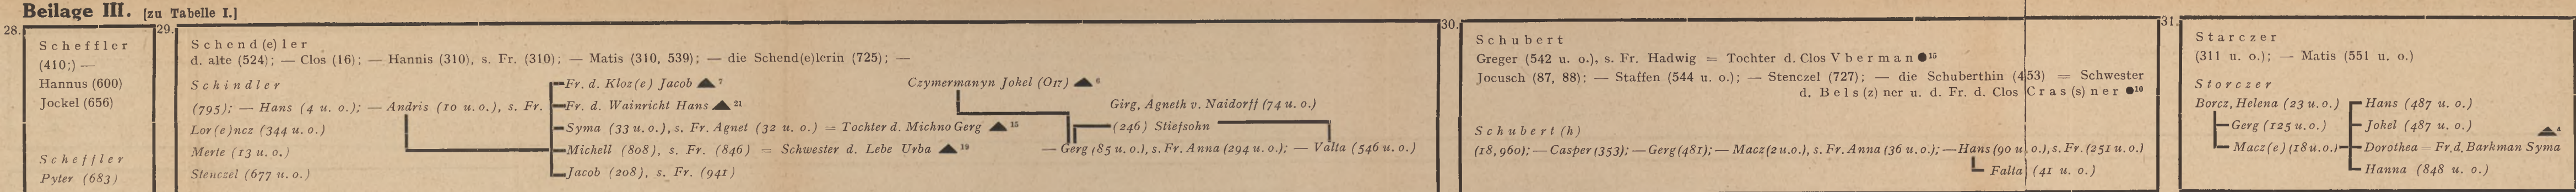 Beilage III. [zu Tabelle I.]
28.
Scheffler
(410;) —
Hannus (600)
Jockel (656)
Scheffler
Pyter (683)
29.
Schend(e)ler
d. alte (524); — Clos (16); — Hannis (310), s. Fr. (310); — Matis (310, 539); — die Schend(e)lerin (725); —
Schindler
(795); — Hans (4 u. o.); — Andris (10 u. o.), s. Fr.
Lor(e)ncz (344 u. o.)
Merte (13 u. o.)
Stenczel (677 u. o.)
Fr. d. Kloz(e) Jacob ▲ 7
Fr. d. Wainricht Hans ▲ 21
Syma (33 u. o.), s. Fr. Agnet (32 u. o.) = Tochter d. Michno Gerg ▲ 15
Michell (808), s. Fr. (846) = Schwester d. Lebe Urba ▲ 19
Jacob (208), s. Fr. (941)
Czymermanyn Jokel (O17) ▲ 6
Girg, Agneth v. Naidorff (74 u. o.)
(246) Stiefsohn
— Gerg (85 u. o.), s. Fr. Anna (294 u. o.); — Valta (546 u. o.)
30.
Schubert
Greger (542 u. o.), s. Fr. Hadwig = Tochter d. Clos Vberman ● 15
Jocusch (87, 88); — Staffen (544 u. o.); — Stenczel (727); — die Schuberthin (453) = Schwester
d. Bels(z)ner u. d. Fr. d. Clos Cras(s)ner ● 10
Schubert(h)
(18, 960); — Casper (353); — Gerg (481); — Macz (2 u. o.), s. Fr. Anna (36 u. o.); — Hans (90 u. o.), s. Fr. (251 u. o.)
Falta (41 u. o.)
31.
Starczer
(311 u. o.); — Matis (551 u. o.)
Storczer
Borcz, Helena (23 u. o.)
Gerg (125 u. o.)
Macz(e) (18 u. o.)
Hans (487 u. o.)
Jokel (487 u. o.)
▲ 4
Dorothea = Fr. d. Barkman Syma
Hanna (848 u. o.)